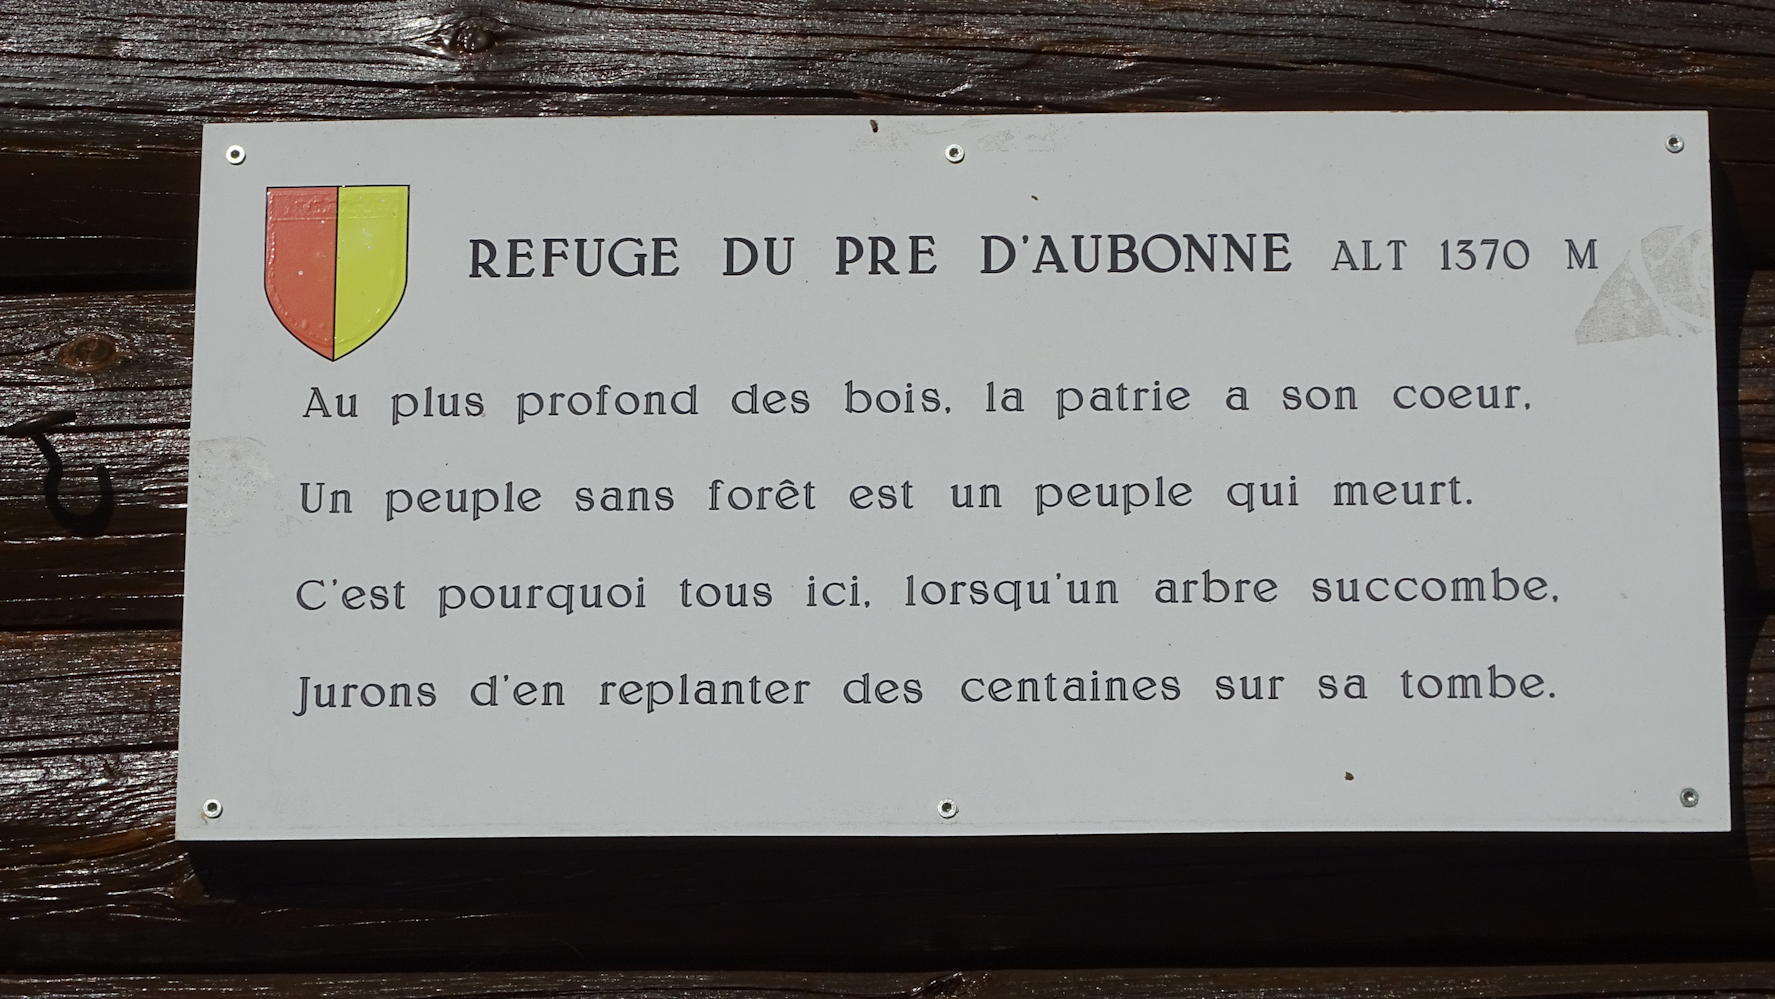 REFUGE DU PRE D'AUBONNE ALT 1370 M
Au plus profond des bois, la patrie a son coeur,
Un peuple sans forêt est un peuple qui meurt.
C'est pourquoi tous ici, lorsqu'un arbre succombe,
Jurons d'en replanter des centaines sur sa tombe.